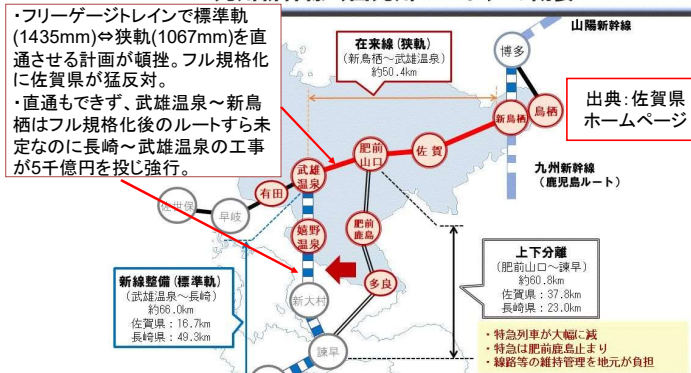 ・フリーゲージトレインで標準軌
(1435mm)⇔狭軌(1067mm)を直
通させる計画が頓挫。フル規格化
に佐賀県が猛反対。
・直通もできず、武雄温泉～新鳥
栖はフル規格化後のルートすら未
定なのに長崎～武雄温泉の工事
が5千億円を投じ強行。
山陽新幹線
在来線(狭軌)
(新鳥栖～武雄温泉)
約50.4km
博多
出典:佐賀県
ホームページ
新鳥栖
鳥栖
九州新幹線
(鹿児島ルート)
肥前
山口
佐賀
武雄
温泉
有田
佐世保
早岐
嬉野
温泉
肥前
鹿島
多良
新大村
諫早
新線整備(標準軌)
(武雄温泉～長崎)
約66.0km
佐賀県:16.7km
長崎県:49.3km
上下分離
(肥前山口～諫早)
約60.8km
佐賀県:37.8km
長崎県:23.0km
・特急列車が大幅に減
・特急は肥前鹿島止まり
・線路等の維持管理を地元が負担